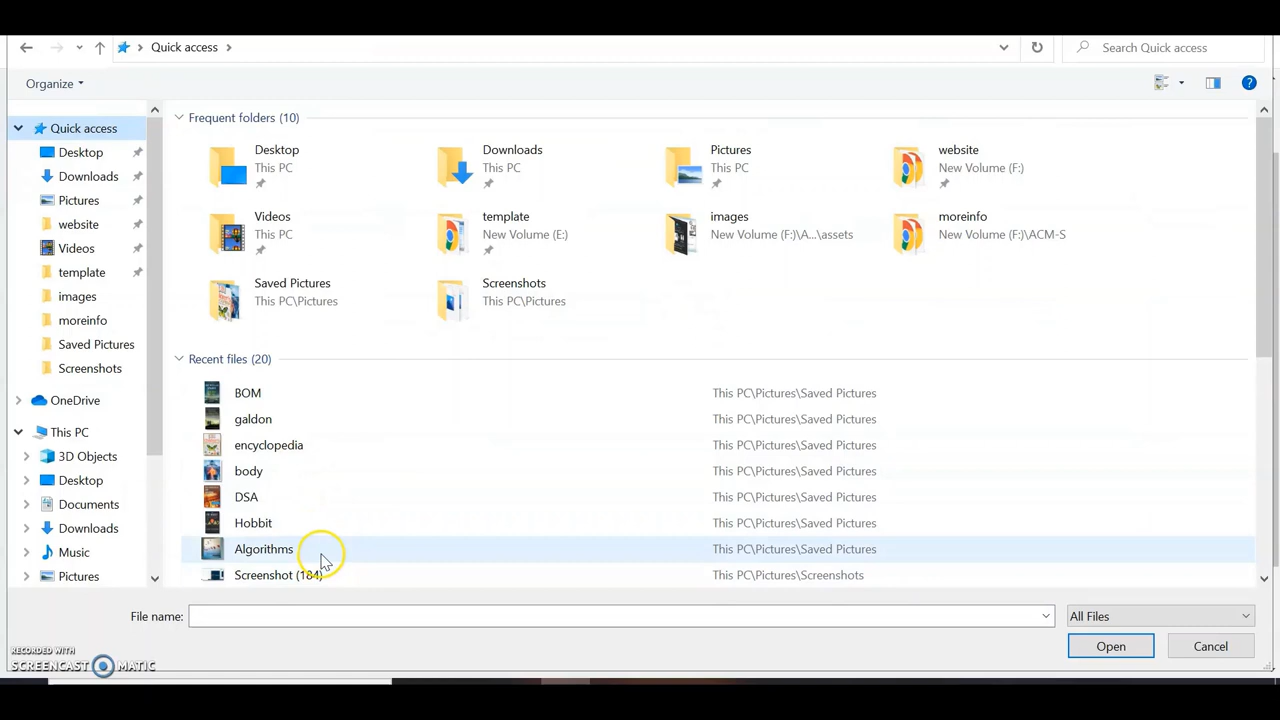 Quick access
Search Quick access
Organize
Quick access
Desktop
Downloads
Pictures
website
Videos
template
images
moreinfo
Saved Pictures
Screenshots
OneDrive
This PC
3D Objects
Desktop
Documents
Downloads
Music
Pictures
Frequent folders (10)
Desktop
This PC
Downloads
This PC
Pictures
This PC
website
New Volume (F:)
Videos
This PC
template
New Volume (E:)
images
New Volume (F:)\A...\assets
moreinfo
New Volume (F:)\ACM-S
Saved Pictures
This PC\Pictures
Screenshots
This PC\Pictures
Recent files (20)
BOM This PC\Pictures\Saved Pictures
galdon This PC\Pictures\Saved Pictures
encyclopedia This PC\Pictures\Saved Pictures
body This PC\Pictures\Saved Pictures
DSA This PC\Pictures\Saved Pictures
Hobbit This PC\Pictures\Saved Pictures
Algorithms This PC\Pictures\Saved Pictures
Screenshot (184) This PC\Pictures\Screenshots
File name:
All Files
Open
Cancel
RECORDED WITH
SCREENCAST MATIC